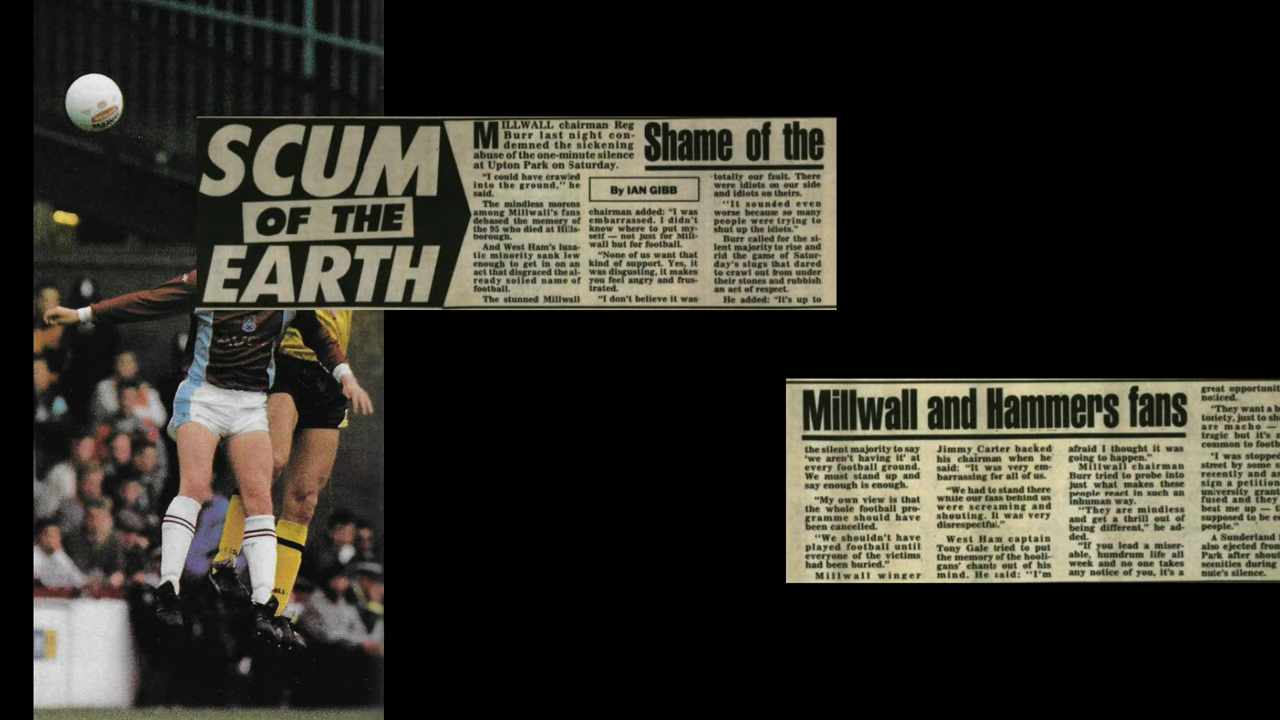 SCUM
OF THE
EARTH
MILLWALL chairman Reg
Burr last night con-
demned the sickening
abuse of the one-minute silence
at Upton Park on Saturday.
"I could have crawled
into the ground," he
said.
The mindless morons
among Millwall's fans
debased the memory of
the 95 who died at Hills-
borough.
And West Ham's luna-
tic minority sank low
enough to get in on an
act that disgraced the al-
ready soiled name of
football.
The stunned Millwall
Shame of the
By IAN GIBB
chairman added: "I was
embarrassed. I didn't
know where to put my-
self — not just for Mill-
wall but for football.
"None of us want that
kind of support. Yes, it
was disgusting, it makes
you feel angry and frus-
trated.
"I don't believe it was
totally our fault. There
were idiots on our side
and idiots on theirs.
"It sounded even
worse because so many
people were trying to
shut up the idiots."
Burr called for the si-
lent majority to rise and
rid the game of Satur-
day's slugs that dared
to crawl out from under
their stones and rubbish
an act of respect.
He added: "It's up to
Millwall and Hammers fans
the silent majority to say
'we aren't having it' at
every football ground.
We must stand up and
say enough is enough.
"My own view is that
the whole football pro-
gramme should have
been cancelled.
"We shouldn't have
played football until
everyone of the victims
had been buried."
Millwall winger
Jimmy Carter backed
his chairman when he
said: "It was very em-
barrassing for all of us.
"We had to stand there
while our fans behind us
were screaming and
shouting. It was very
disrespectful."
West Ham captain
Tony Gale tried to put
the memory of the hooli-
gans' chants out of his
mind. He said: "I'm
afraid I thought it was
going to happen."
Millwall chairman
Burr tried to probe into
just what makes these
people react in such an
inhuman way.
"They are mindless
and get a thrill out of
being different," he ad-
ded.
"If you lead a miser-
able, humdrum life all
week and no one takes
any notice of you, it's a
great opportunit
noticed.
"They want a b
toriety, just to sh
are macho —
tragic but it's n
common to footb
"I was stopped
street by some s
recently and as
sign a petition
university grant
fused and they
beat me up — t
supposed to be e
people."
A Sunderland f
also ejected from
Park after shout
scenities during
nute's silence.